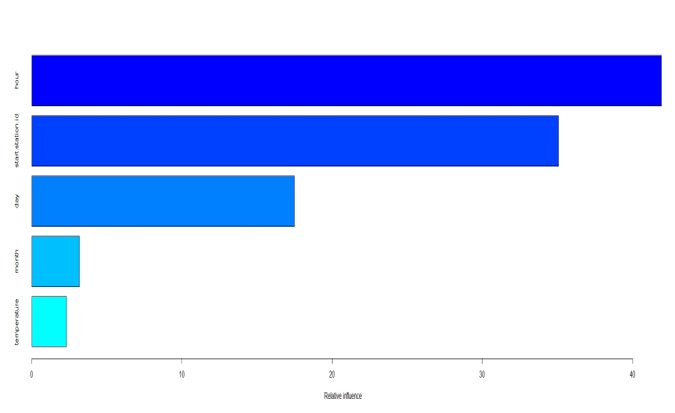 hour
start.station.id
day
month
temperature
0 10 20 30 40
Relative influence